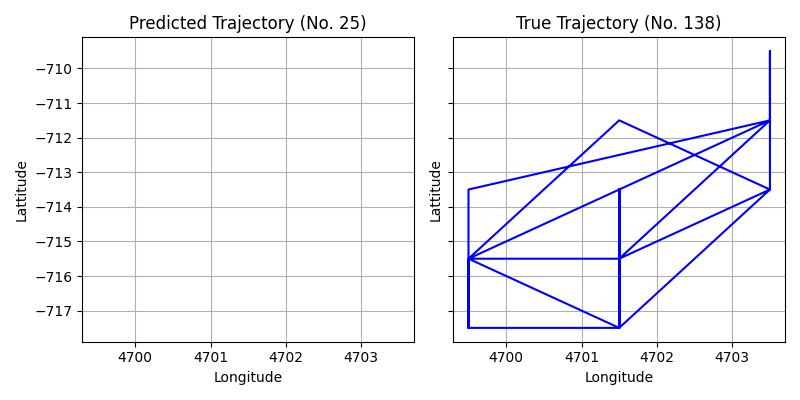 Predicted Trajectory (No. 25)
True Trajectory (No. 138)
Lattitude
−710
−711
−712
−713
−714
−715
−716
−717
4700 4701 4702 4703
Longitude
Lattitude
4700 4701 4702 4703
Longitude